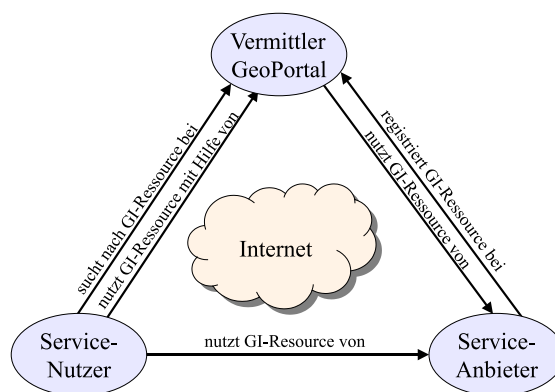 Vermittler
GeoPortal
sucht nach GI-Ressource bei
nutzt GI-Ressource mit Hilfe von
nutzt GI-Ressource von
registriert GI-Ressource bei
Internet
Service-
Nutzer
nutzt GI-Resource von
Service-
Anbieter